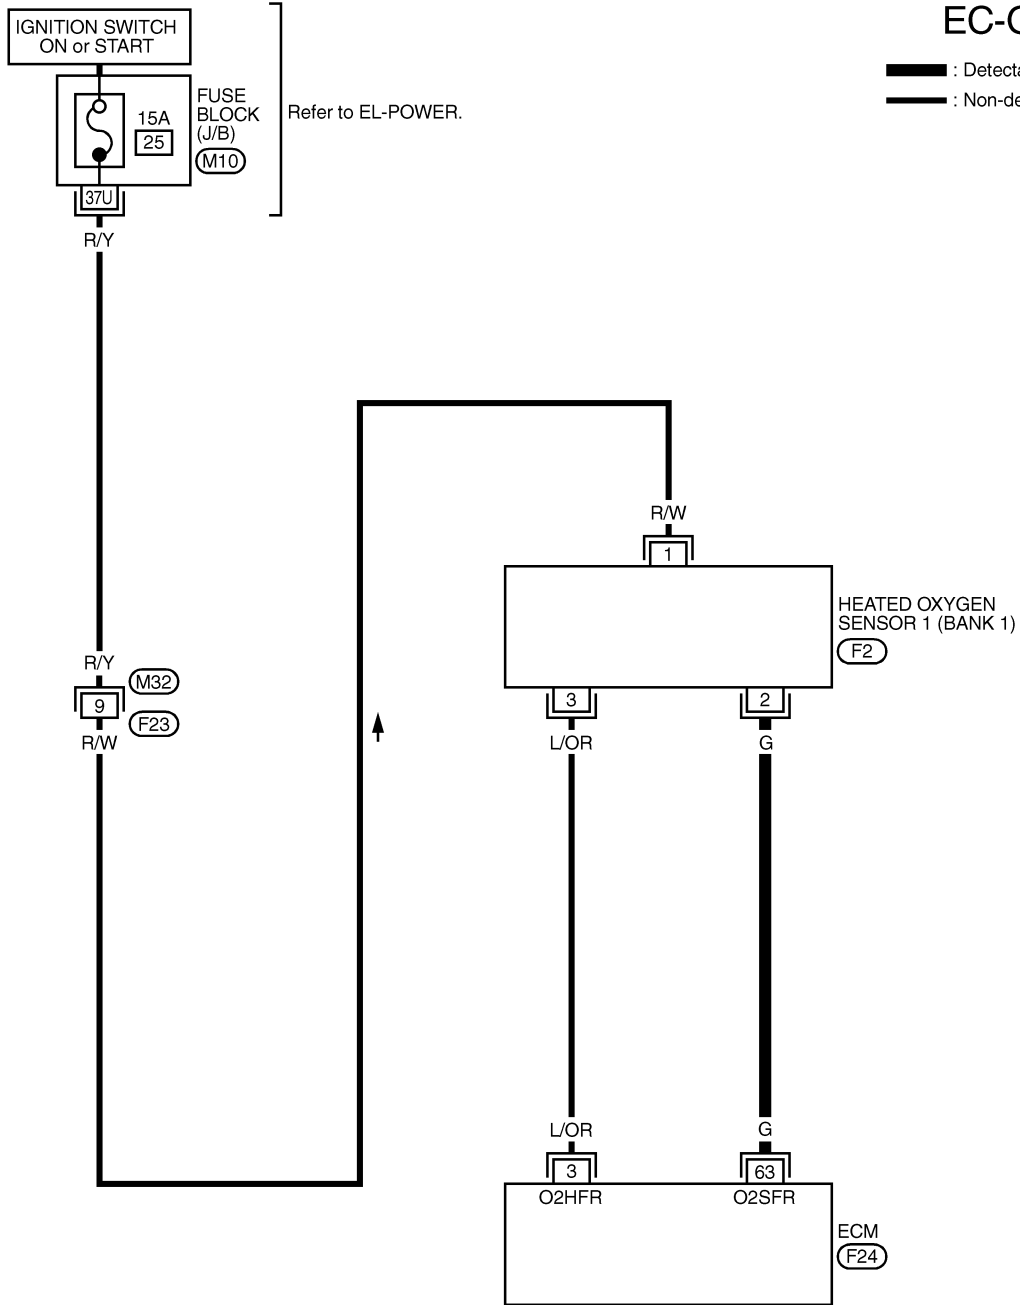 IGNITION SWITCH
ON or START
EC-
: Detecta
: Non-de
FUSE
BLOCK
(J/B)
M10
15A
25
Refer to EL-POWER.
37U
R/Y
R/W
1
HEATED OXYGEN
SENSOR 1 (BANK 1)
F2
R/Y
M32
9
F23
R/W
3
2
L/OR
G
L/OR
G
3
63
O2HFR
O2SFR
ECM
F24